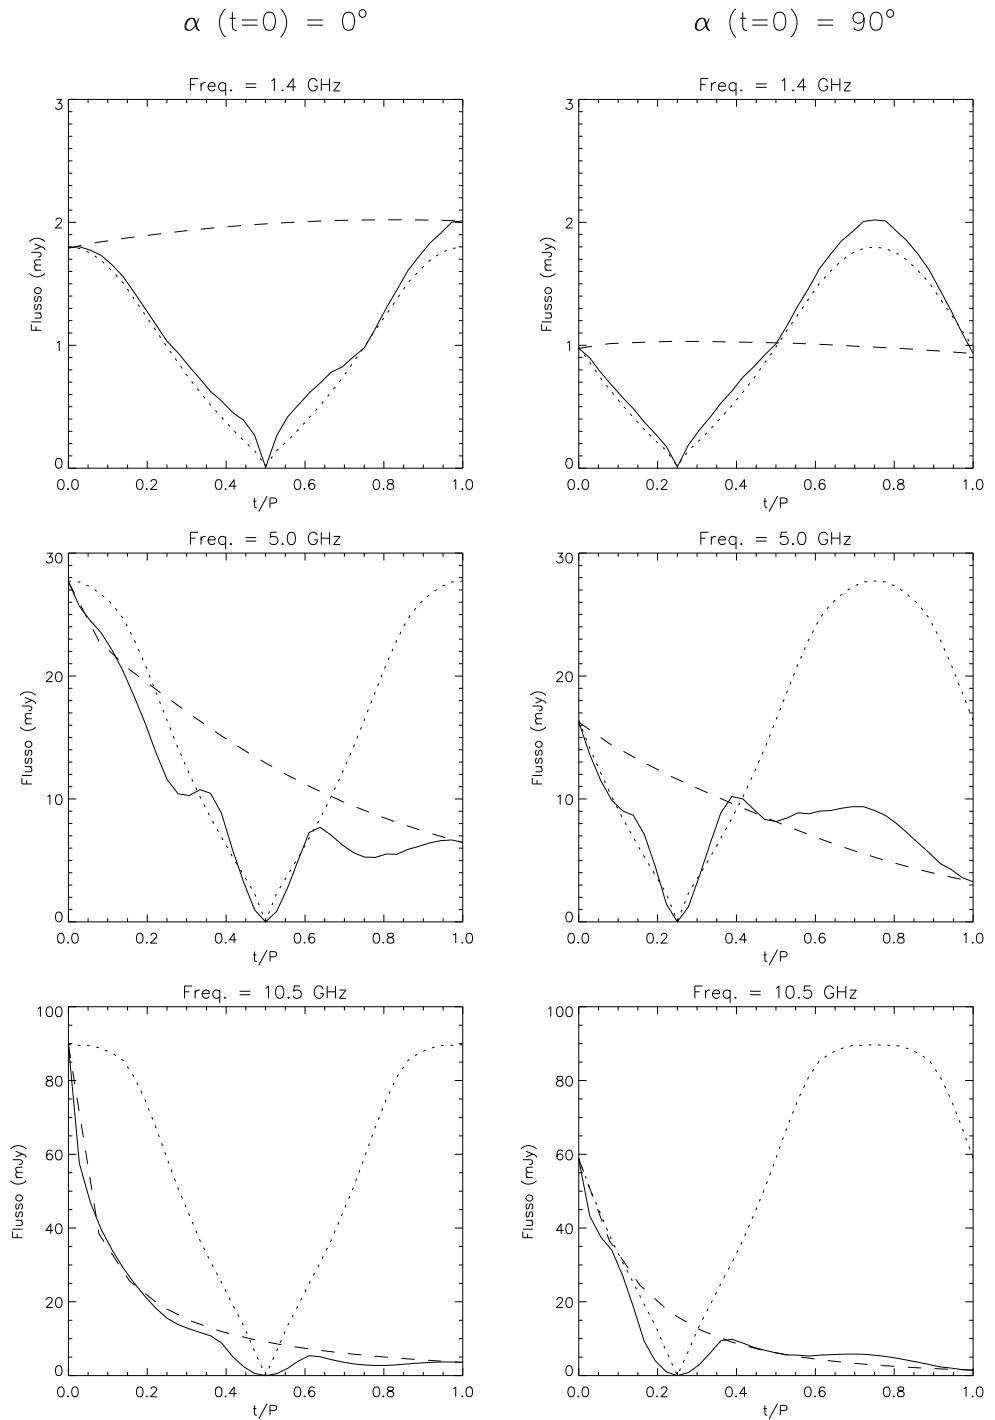 α (t=0) = 0° α (t=0) = 90°
Freq. = 1.4 GHz
3
2
1
0
Flusso (mJy)
0.0 0.2 0.4 0.6 0.8 1.0
t/P
Freq. = 1.4 GHz
3
2
1
0
Flusso (mJy)
0.0 0.2 0.4 0.6 0.8 1.0
t/P
Freq. = 5.0 GHz
30
20
10
0
Flusso (mJy)
0.0 0.2 0.4 0.6 0.8 1.0
t/P
Freq. = 5.0 GHz
30
20
10
0
Flusso (mJy)
0.0 0.2 0.4 0.6 0.8 1.0
t/P
Freq. = 10.5 GHz
100
80
60
40
20
0
Flusso (mJy)
0.0 0.2 0.4 0.6 0.8 1.0
t/P
Freq. = 10.5 GHz
100
80
60
40
20
0
Flusso (mJy)
0.0 0.2 0.4 0.6 0.8 1.0
t/P